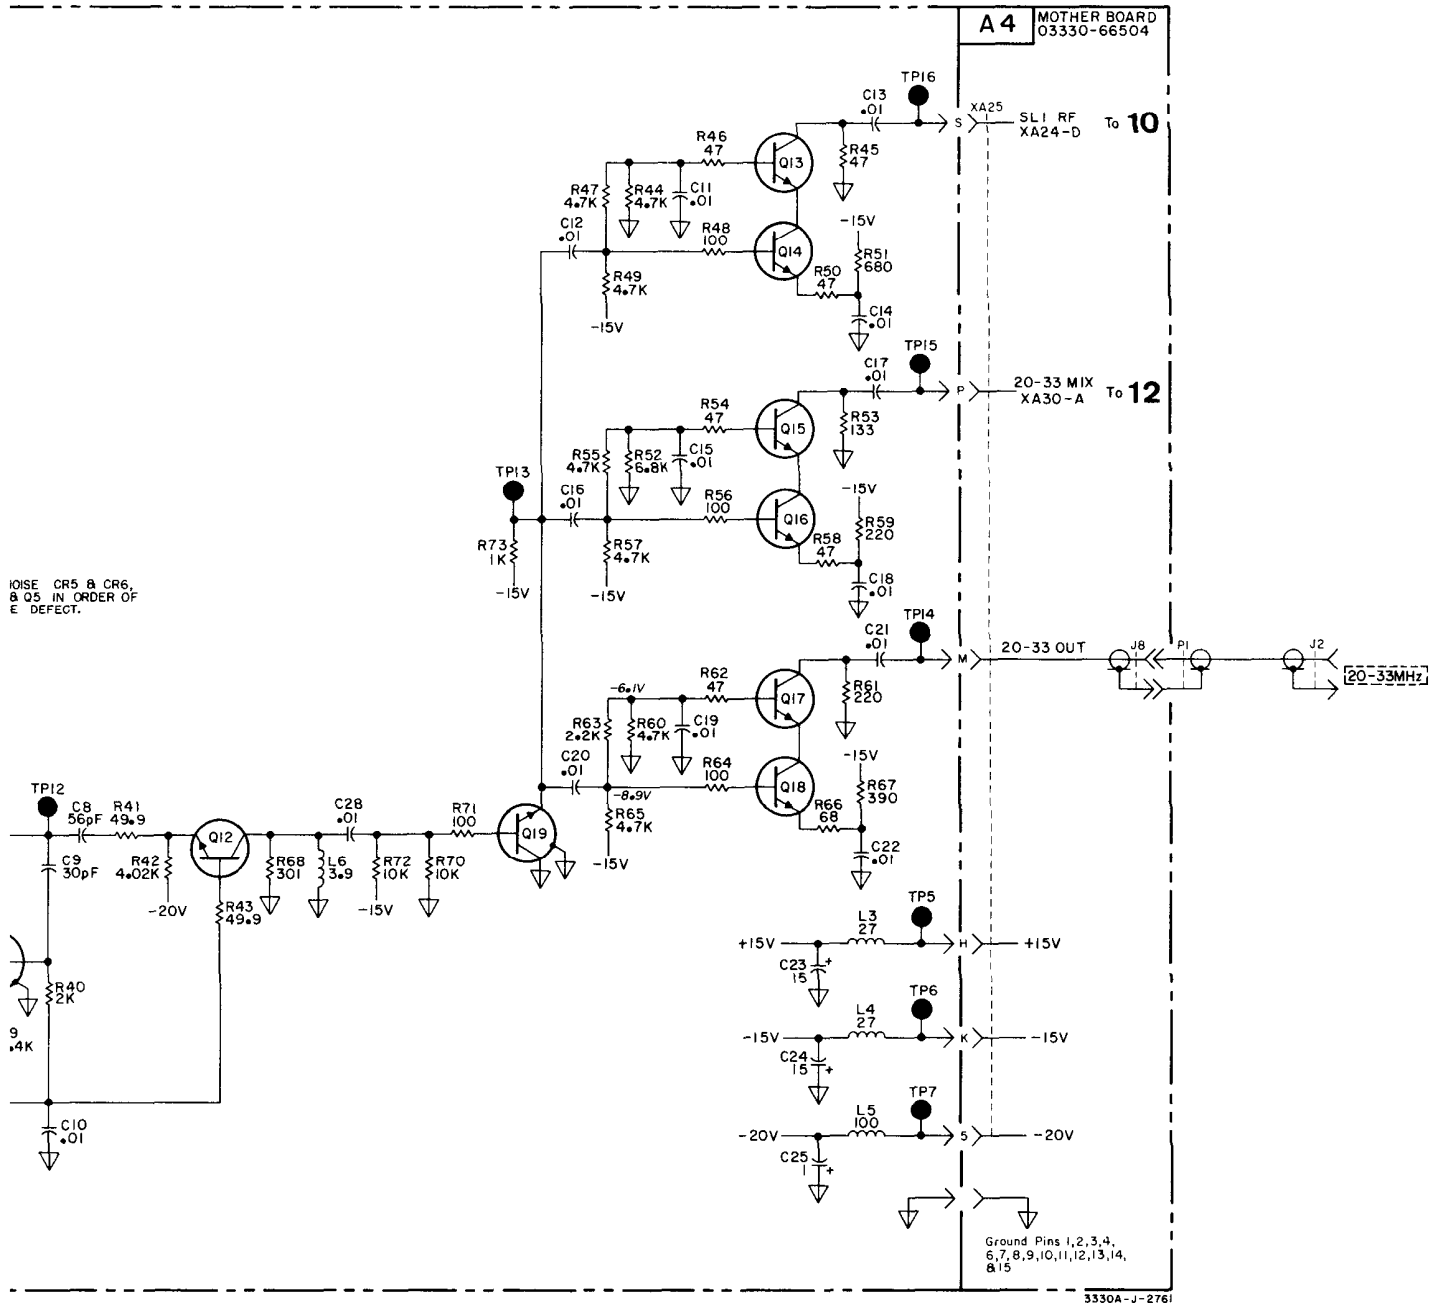 A4
MOTHER BOARD
03330-66504
TP16
C13
.01
S
XA25
SL1 RF
XA24-D
To 10
R46
47
Q13
R45
47
R47
4.7K
R44
4.7K
C11
.01
C12
.01
R48
100
Q14
-15V
R51
680
R50
47
R49
4.7K
-15V
C14
.01
TP15
C17
.01
P
20-33 MIX
XA30-A
To 12
R54
47
Q15
R53
133
R55
4.7K
R52
6.8K
C15
.01
TP13
C16
.01
R56
100
Q16
-15V
R59
220
R58
47
R73
1K
-15V
R57
4.7K
-15V
C18
.01
IOISE CR5 & CR6,
& Q5 IN ORDER OF
E DEFECT.
TP14
C21
.01
M
20-33 OUT
J8
P1
J2
20-33MHz
-6.1V
R62
47
Q17
R61
220
R63
2.2K
R60
4.7K
C19
.01
C20
.01
-8.9V
R64
100
Q18
-15V
R67
390
R66
68
R65
4.7K
-15V
C22
.01
TP12
C8
56pF
R41
49.9
Q12
C28
.01
R71
100
Q19
C9
30pF
R42
4.02K
-20V
R43
49.9
R68
301
L6
3.9
R72
10K
-15V
R70
10K
R40
2K
9
.4K
C10
.01
TP5
L3
27
+15V
H
+15V
C23
15
+
TP6
L4
27
-15V
K
-15V
C24
15
+
TP7
L5
100
-20V
5
-20V
C25
1
+
Ground Pins 1,2,3,4,
6,7,8,9,10,11,12,13,14,
&15
3330A-J-2761